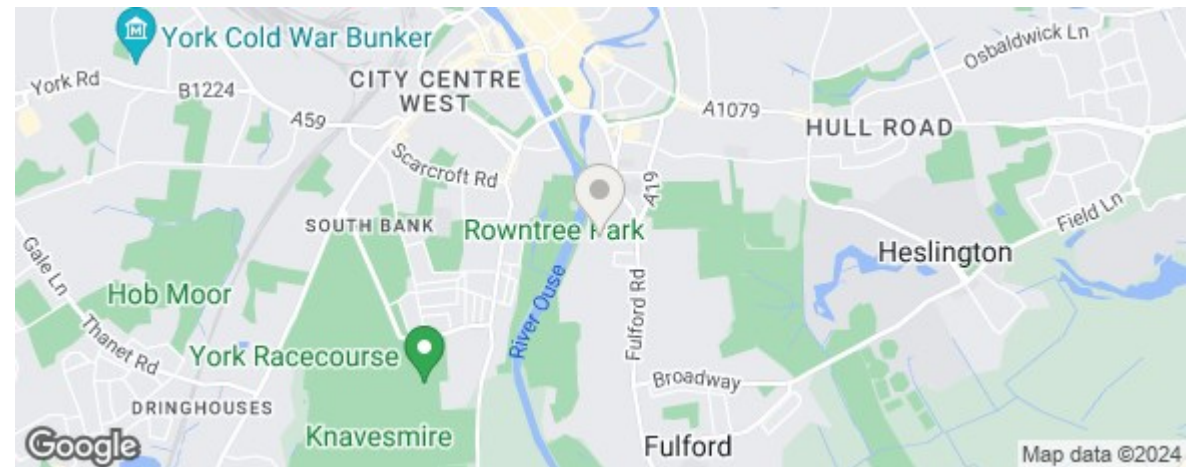 York Cold War Bunker
Osbaldwick Ln
York Rd
B1224
CITY CENTRE
WEST
A59
A1079
HULL ROAD
Scarcroft Rd
A19
SOUTH BANK
Rowntree Park
Field Ln
Gale Ln
Heslington
Hob Moor
River Ouse
Fulford Rd
Thanet Rd
York Racecourse
Broadway
DRINGHOUSES
Knavesmire
Fulford
Google
Map data ©2024